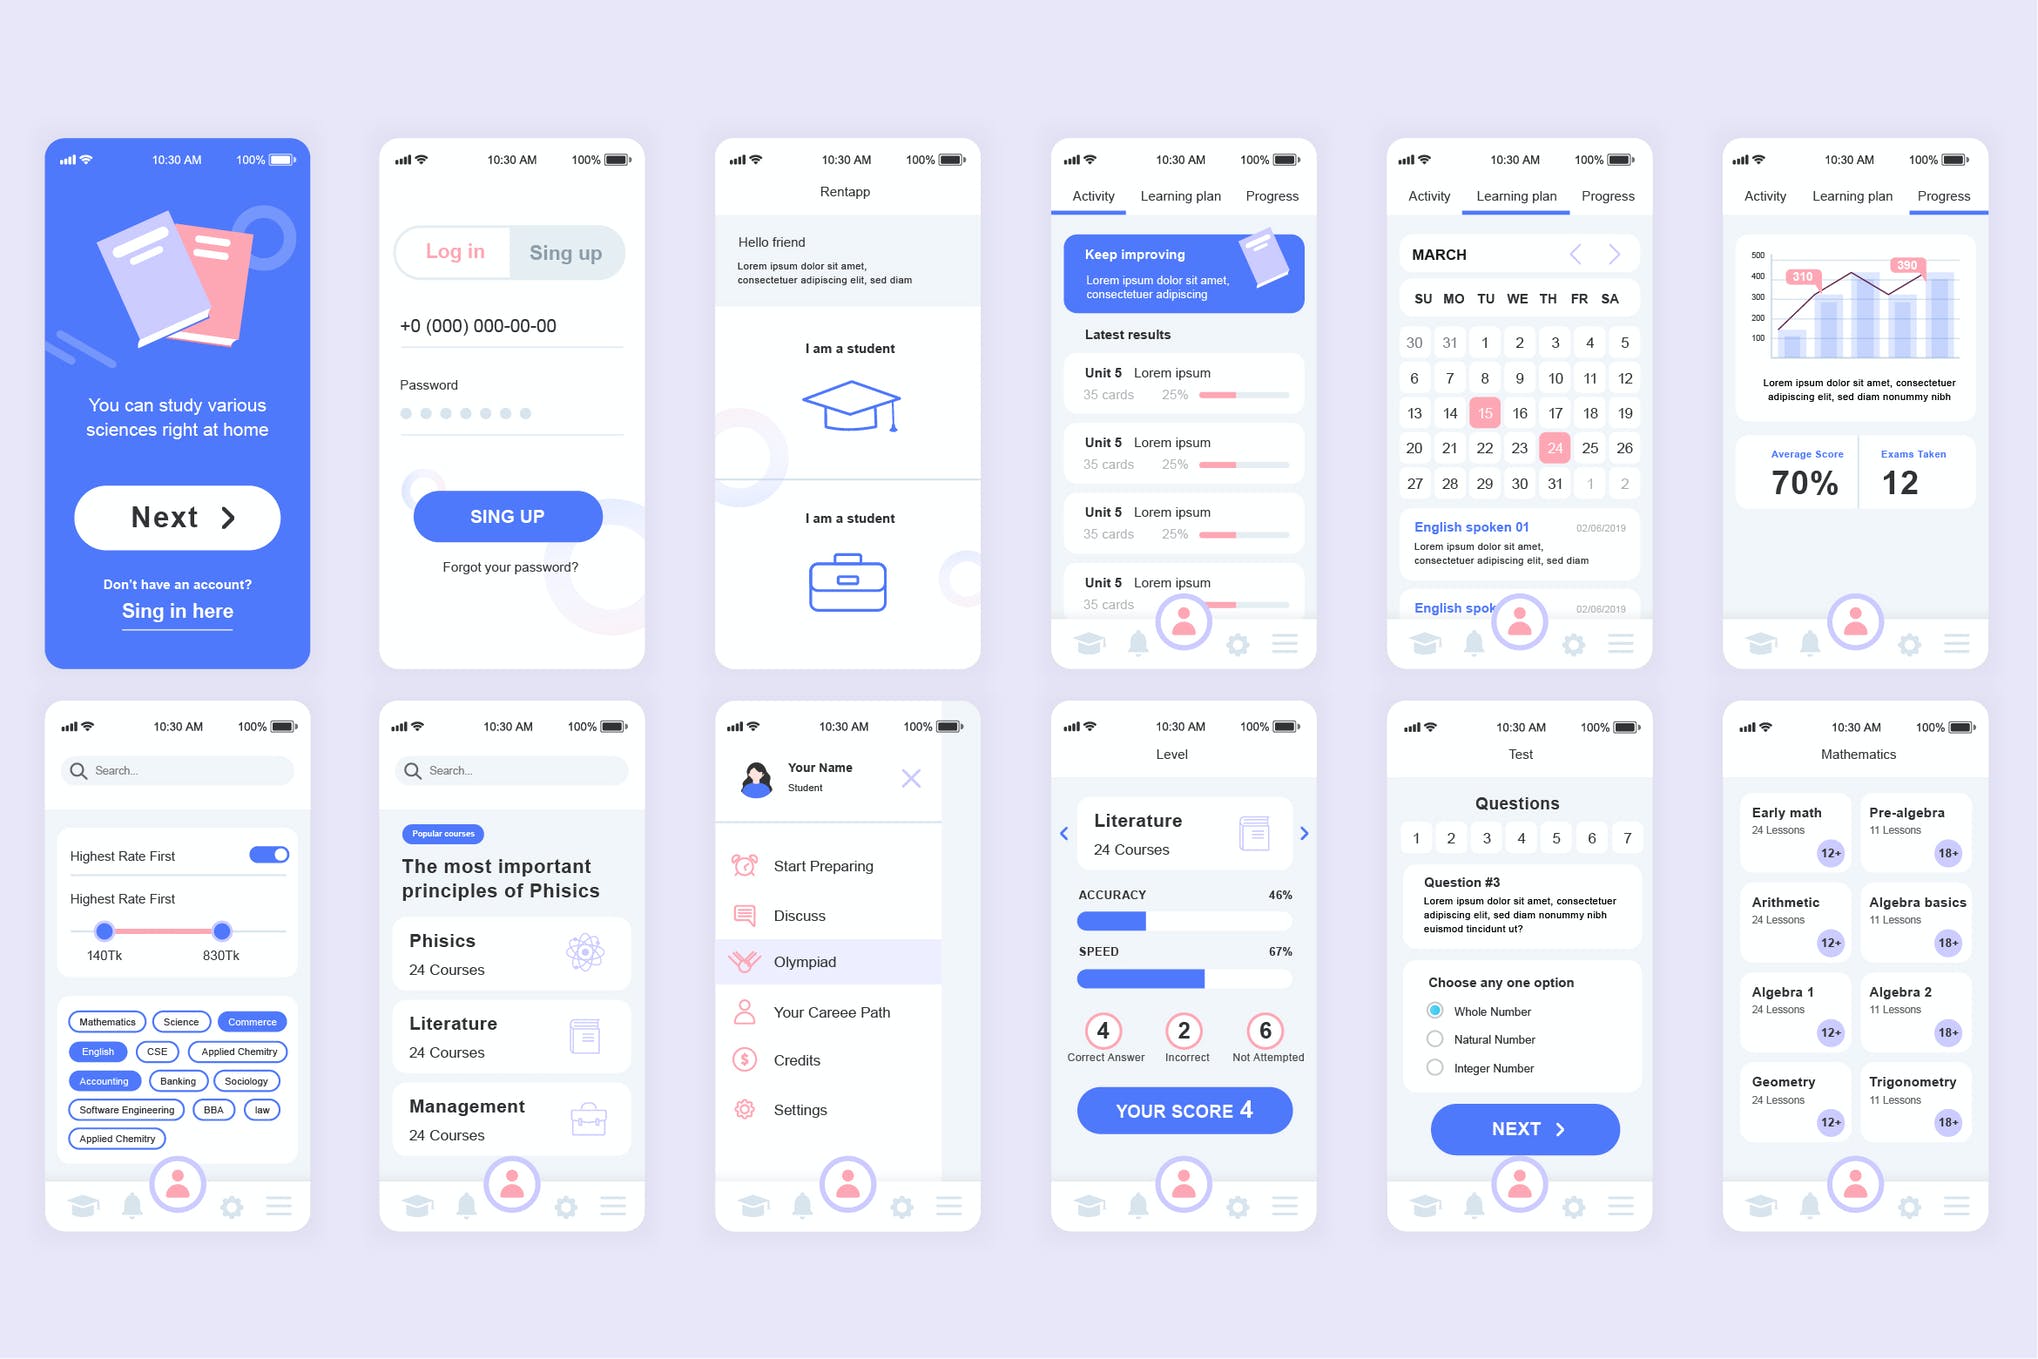 10:30 AM 100%
You can study various
sciences right at home
Next
Don't have an account?
Sing in here
10:30 AM 100%
Log in Sing up
+0 (000) 000-00-00
Password
SING UP
Forgot your password?
10:30 AM 100%
Rentapp
Hello friend
Lorem ipsum dolor sit amet,
consectetuer adipiscing elit, sed diam
I am a student
I am a student
10:30 AM 100%
Activity Learning plan Progress
Keep improving
Lorem ipsum dolor sit amet,
consectetuer adipiscing
Latest results
Unit 5 Lorem ipsum
35 cards 25%
Unit 5 Lorem ipsum
35 cards 25%
Unit 5 Lorem ipsum
35 cards 25%
Unit 5 Lorem ipsum
35 cards
10:30 AM 100%
Activity Learning plan Progress
MARCH
SU MO TU WE TH FR SA
30 31 1 2 3 4 5
6 7 8 9 10 11 12
13 14 15 16 17 18 19
20 21 22 23 24 25 26
27 28 29 30 31 1 2
English spoken 01 02/06/2019
Lorem ipsum dolor sit amet,
consectetuer adipiscing elit, sed diam
English spok 02/06/2019
10:30 AM 100%
Activity Learning plan Progress
500
400
300
200
100
310
390
Lorem ipsum dolor sit amet, consectetuer
adipiscing elit, sed diam nonummy nibh
Average Score Exams Taken
70% 12
10:30 AM 100%
Search...
Highest Rate First
Highest Rate First
140Tk 830Tk
Mathematics Science Commerce
English CSE Applied Chemitry
Accounting Banking Sociology
Software Engineering BBA law
Applied Chemitry
10:30 AM 100%
Search...
Popular courses
The most important
principles of Phisics
Phisics
24 Courses
Literature
24 Courses
Management
24 Courses
10:30 AM 100%
Your Name
Student
Start Preparing
Discuss
Olympiad
Your Careee Path
Credits
$
Settings
10:30 AM 100%
Level
Literature
24 Courses
ACCURACY 46%
SPEED 67%
4 2 6
Correct Answer Incorrect Not Attempted
YOUR SCORE 4
10:30 AM 100%
Test
Questions
1 2 3 4 5 6 7
Question #3
Lorem ipsum dolor sit amet, consectetuer
adipiscing elit, sed diam nonummy nibh
euismod tincidunt ut?
Choose any one option
Whole Number
Natural Number
Integer Number
NEXT
10:30 AM 100%
Mathematics
Early math Pre-algebra
24 Lessons 11 Lessons
12+ 18+
Arithmetic Algebra basics
24 Lessons 11 Lessons
12+ 18+
Algebra 1 Algebra 2
24 Lessons 11 Lessons
12+ 18+
Geometry Trigonometry
24 Lessons 11 Lessons
12+ 18+